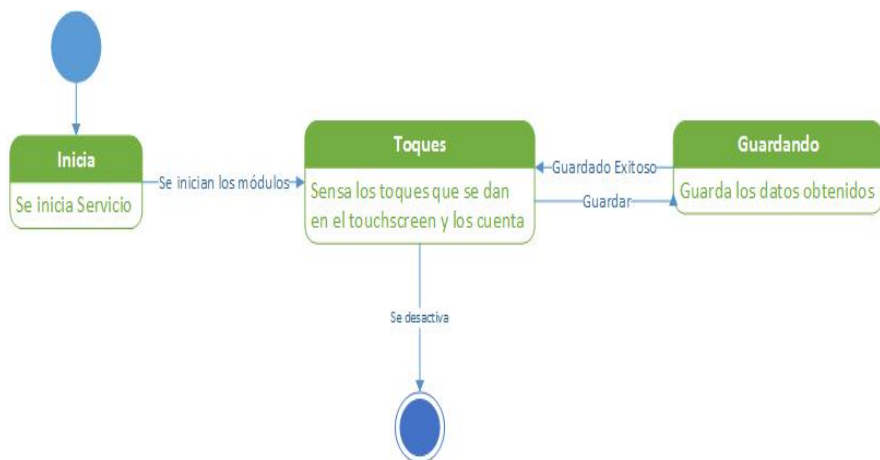 Inicia
Se inicia Servicio
Se inician los módulos
Toques
Sensa los toques que se dan
en el touchscreen y los cuenta
Guardado Exitoso
Guardar
Guardando
Guarda los datos obtenidos
Se desactiva